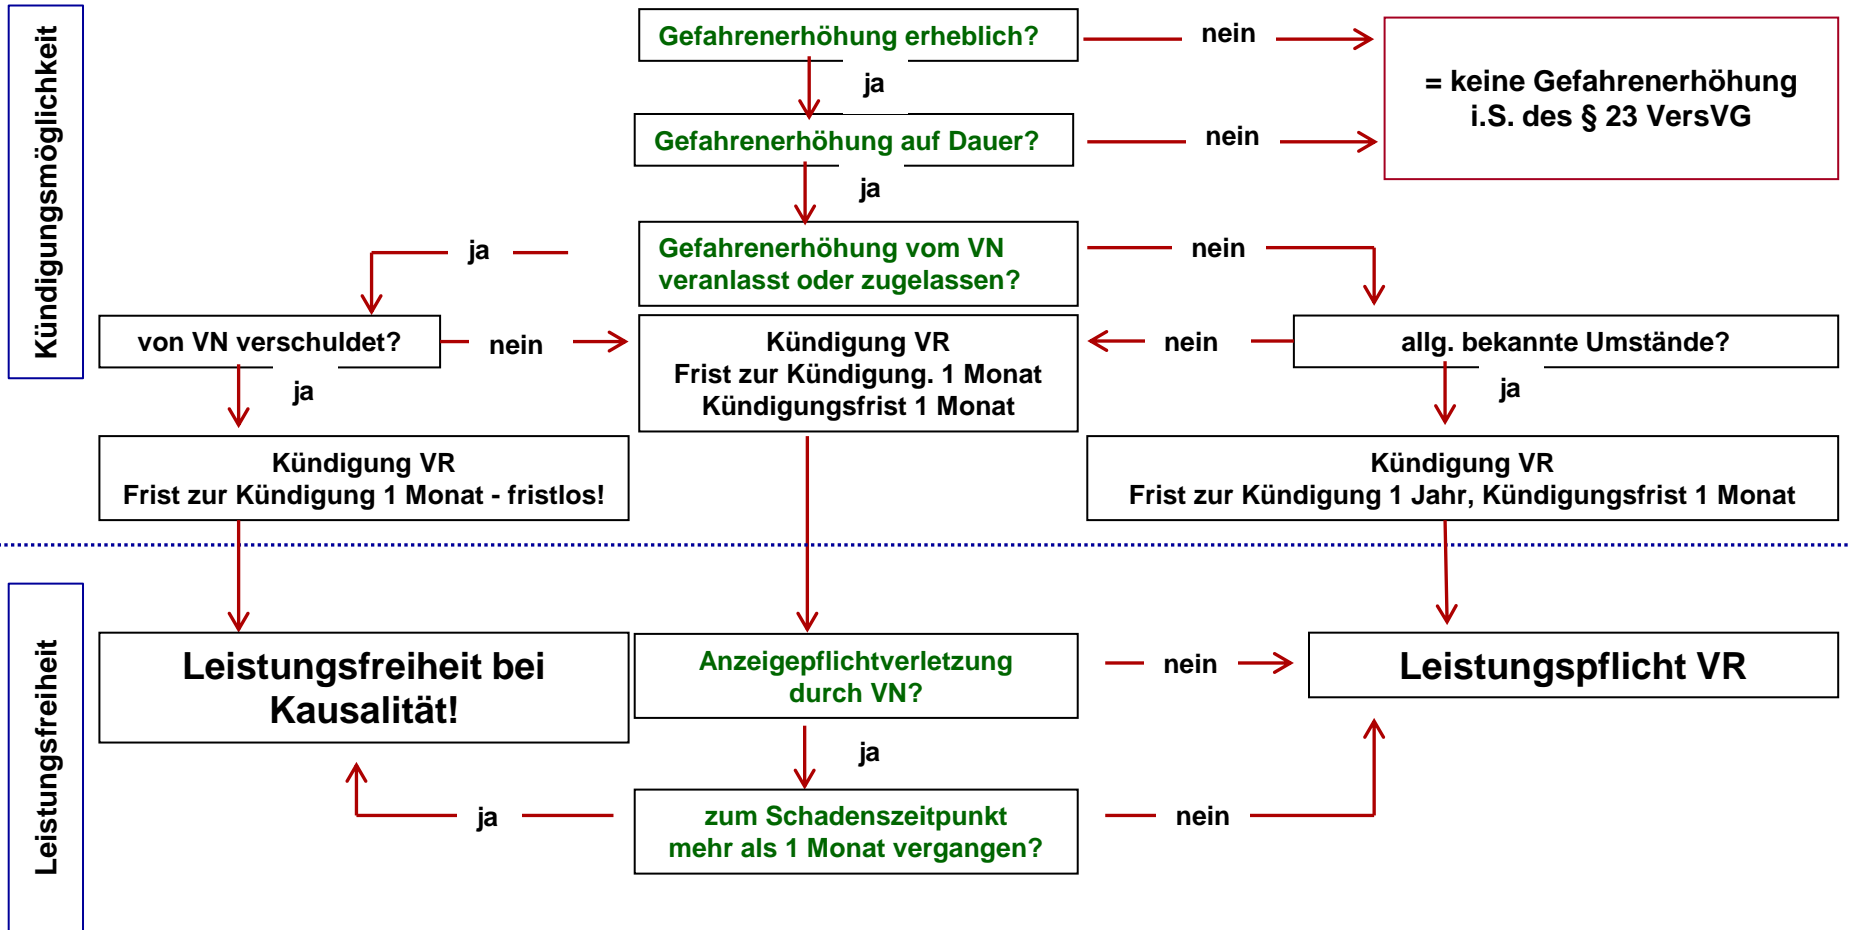 Kündigungsmöglichkeit
Gefahrenerhöhung erheblich?
nein
= keine Gefahrenerhöhung
i.S. des § 23 VersVG
ja
Gefahrenerhöhung auf Dauer?
nein
ja
Gefahrenerhöhung vom VN
veranlasst oder zugelassen?
ja
nein
von VN verschuldet?
nein
Kündigung VR
Frist zur Kündigung. 1 Monat
Kündigungsfrist 1 Monat
nein
allg. bekannte Umstände?
ja
ja
Kündigung VR
Frist zur Kündigung 1 Monat - fristlos!
Kündigung VR
Frist zur Kündigung 1 Jahr, Kündigungsfrist 1 Monat
Leistungsfreiheit
Leistungsfreiheit bei
Kausalität!
Anzeigepflichtverletzung
durch VN?
nein
Leistungspflicht VR
ja
ja
zum Schadenszeitpunkt
mehr als 1 Monat vergangen?
nein